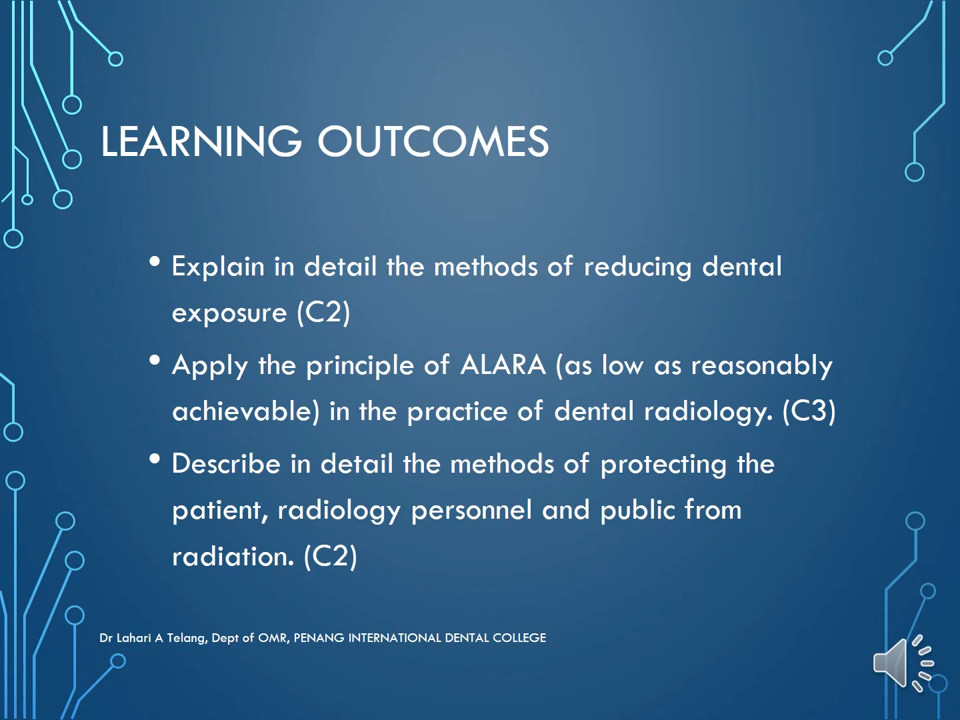 LEARNING OUTCOMES
• Explain in detail the methods of reducing dental
exposure (C2)
• Apply the principle of ALARA (as low as reasonably
achievable) in the practice of dental radiology. (C3)
• Describe in detail the methods of protecting the
patient, radiology personnel and public from
radiation. (C2)
Dr Lahari A Telang, Dept of OMR, PENANG INTERNATIONAL DENTAL COLLEGE